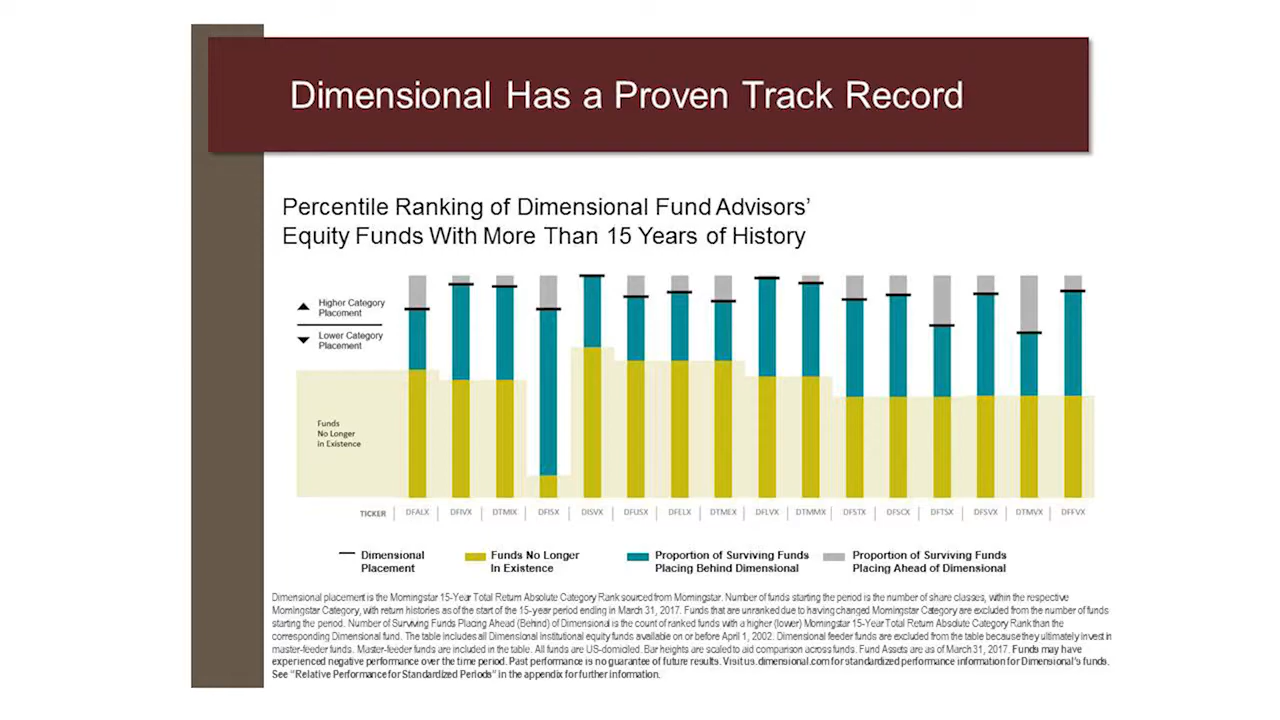 Dimensional Has a Proven Track Record
Percentile Ranking of Dimensional Fund Advisors'
Equity Funds With More Than 15 Years of History
Higher Category
Placement
Lower Category
Placement
Funds
No Longer
in Existence
TICKER | DFALX | DFIVX | DTMIX | DFISX | DISVX | DFUSX | DFELX | DTMEX | DFLVX | DTMMX | DFSTX | DFSCX | DFTSX | DFSVX | DTMVX | DFFVX
Dimensional
Placement
Funds No Longer
In Existence
Proportion of Surviving Funds
Placing Behind Dimensional
Proportion of Surviving Funds
Placing Ahead of Dimensional
Dimensional placement is the Morningstar 15-Year Total Return Absolute Category Rank sourced from Morningstar. Number of funds starting the period is the number of share classes, within the respective
Morningstar Category, with return histories as of the start of the 15-year period ending in March 31, 2017. Funds that are unranked due to having changed Morningstar Category are excluded from the number of funds
starting the period. Number of Surviving Funds Placing Ahead (Behind) of Dimensional is the count of ranked funds with a higher (lower) Morningstar 15-Year Total Return Absolute Category Rank than the
corresponding Dimensional fund. The table includes all Dimensional institutional equity funds available on or before April 1, 2002. Dimensional feeder funds are excluded from the table because they ultimately invest in
master-feeder funds. Master-feeder funds are included in the table. All funds are US-domiciled. Bar heights are scaled to aid comparison across funds. Fund Assets are as of March 31, 2017. Funds may have
experienced negative performance over the time period. Past performance is no guarantee of future results. Visit us.dimensional.com for standardized performance information for Dimensional's funds.
See "Relative Performance for Standardized Periods" in the appendix for further information.